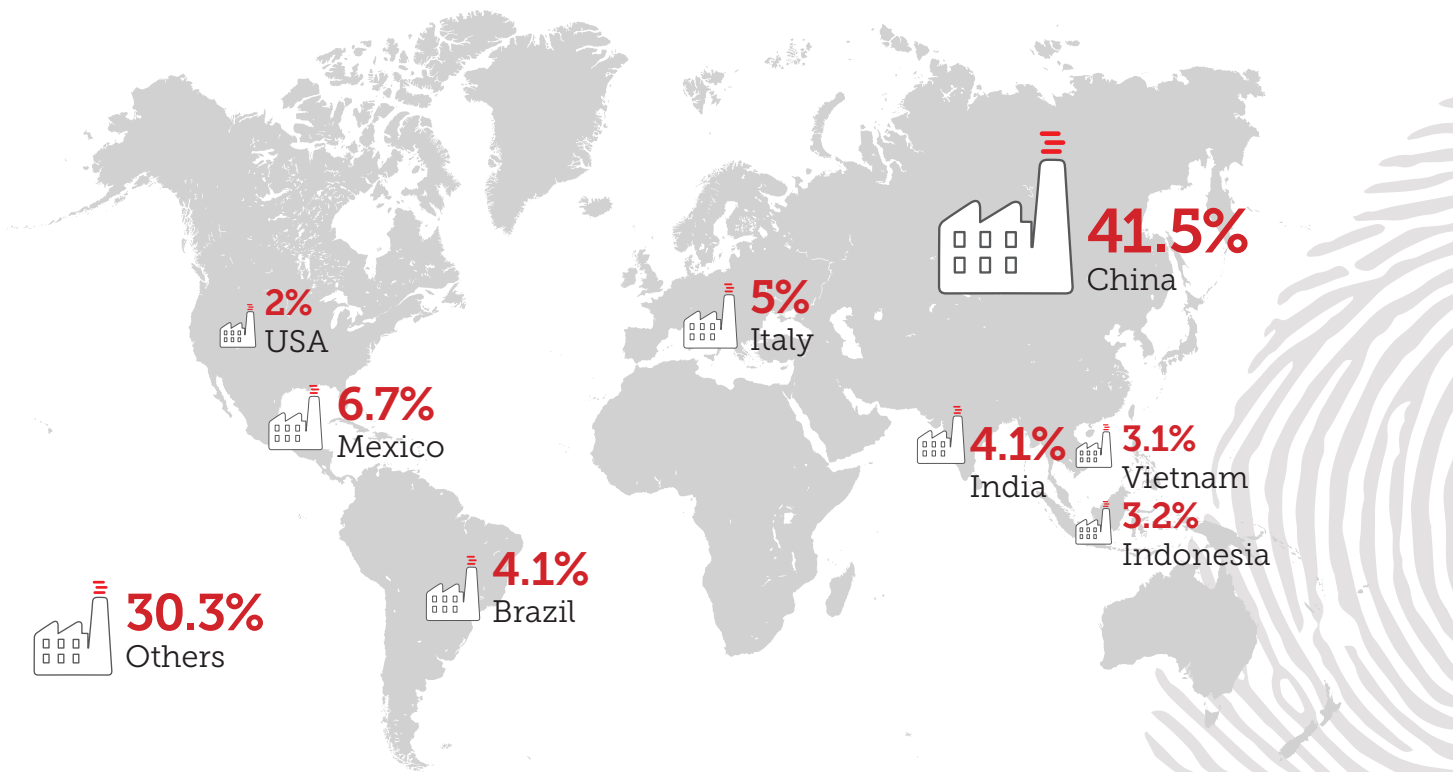 41.5%
China
2%
USA
5%
Italy
6.7%
Mexico
4.1%
India
3.1%
Vietnam
3.2%
Indonesia
4.1%
Brazil
30.3%
Others